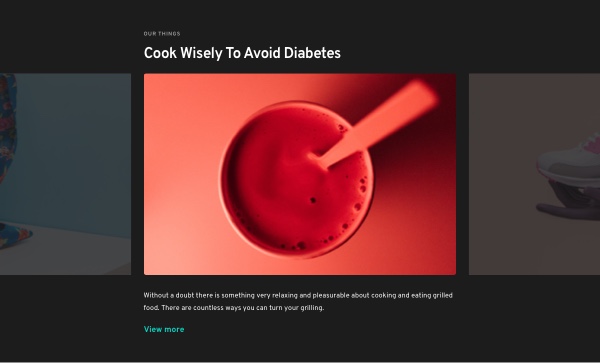 OUR THINGS
Cook Wisely To Avoid Diabetes
Without a doubt there is something very relaxing and pleasurable about cooking and eating grilled
food. There are countless ways you can turn your grilling.
View more